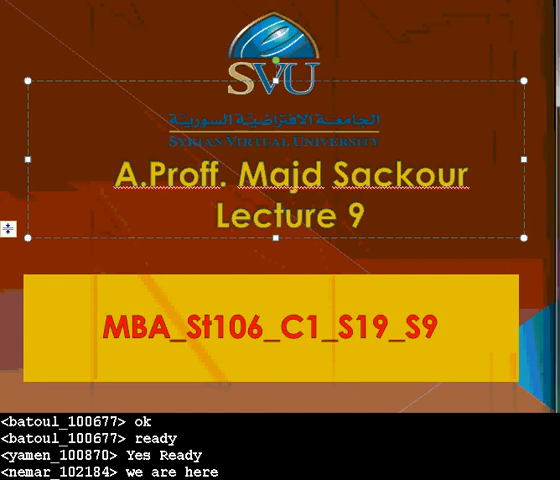 SVU
الجامعة الافتراضية السورية
SYRIAN VIRTUAL UNIVERSITY
A.Proff. Majd Sackour
Lecture 9
MBA_St106_C1_S19_S9
<batoul_100677> ok
<batoul_100677> ready
<yamen_100870> Yes Ready
<nemar_102184> we are here